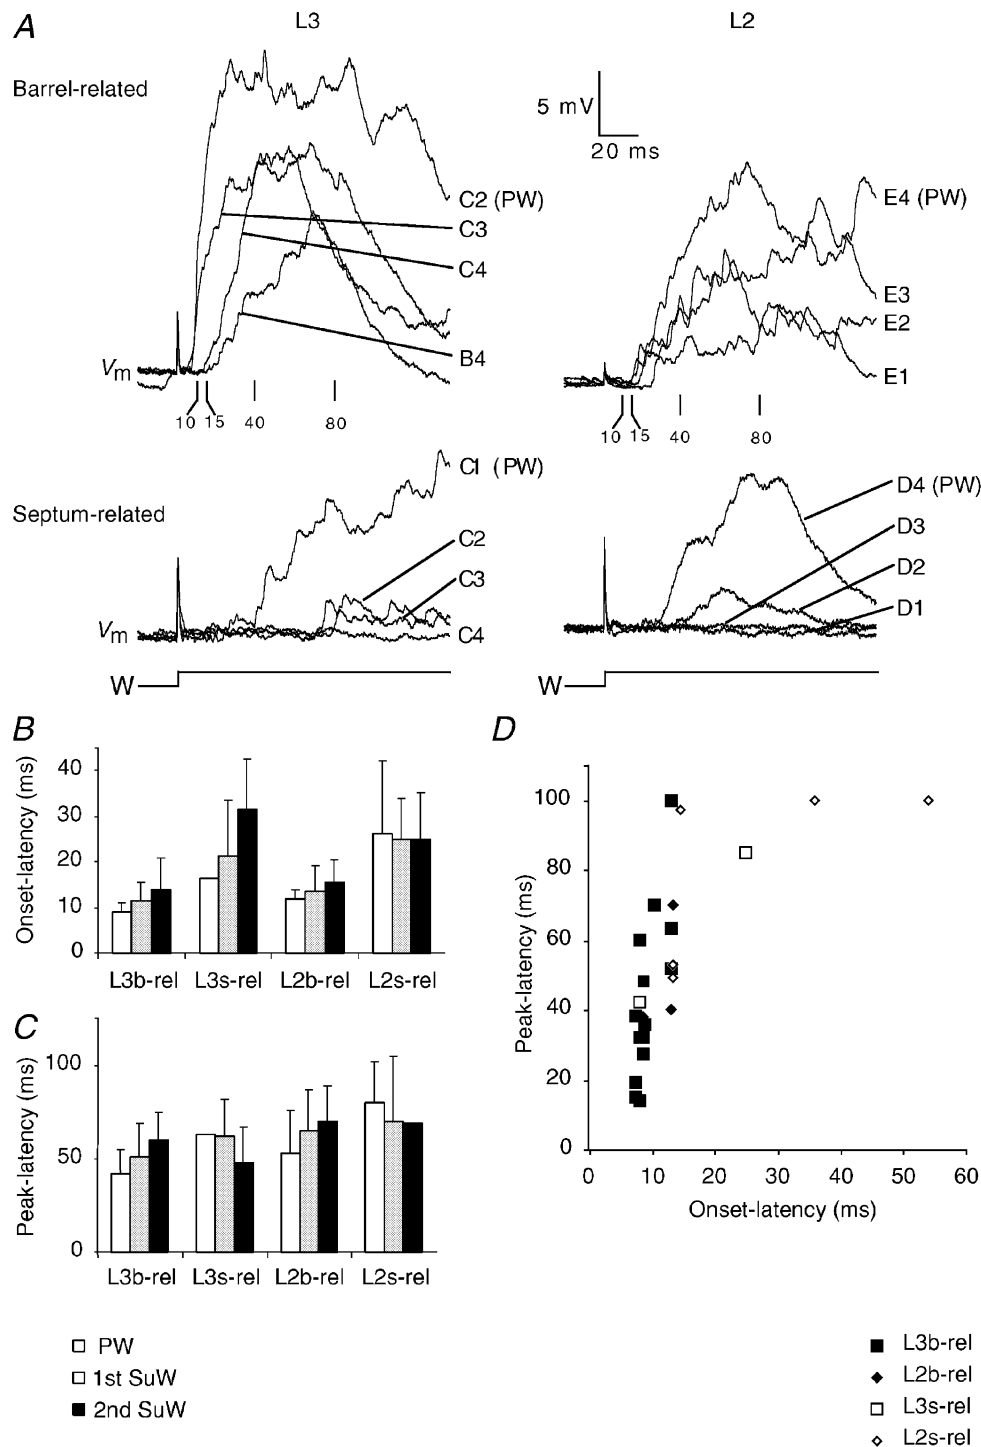 A
L3
L2
Barrel-related
5 mV
20 ms
C2 (PW)
C3
C4
B4
Vm
10
15
40
80
E4 (PW)
E3
E2
E1
10
15
40
80
Septum-related
C1 (PW)
C2
C3
C4
Vm
D4 (PW)
D3
D2
D1
W
W
B
Onset-latency (ms)
40
30
20
10
0
L3b-rel L3s-rel L2b-rel L2s-rel
C
Peak-latency (ms)
100
50
0
L3b-rel L3s-rel L2b-rel L2s-rel
PW
1st SuW
2nd SuW
D
Peak-latency (ms)
100
80
60
40
20
0
0 10 20 30 40 50 60
Onset-latency (ms)
L3b-rel
L2b-rel
L3s-rel
L2s-rel